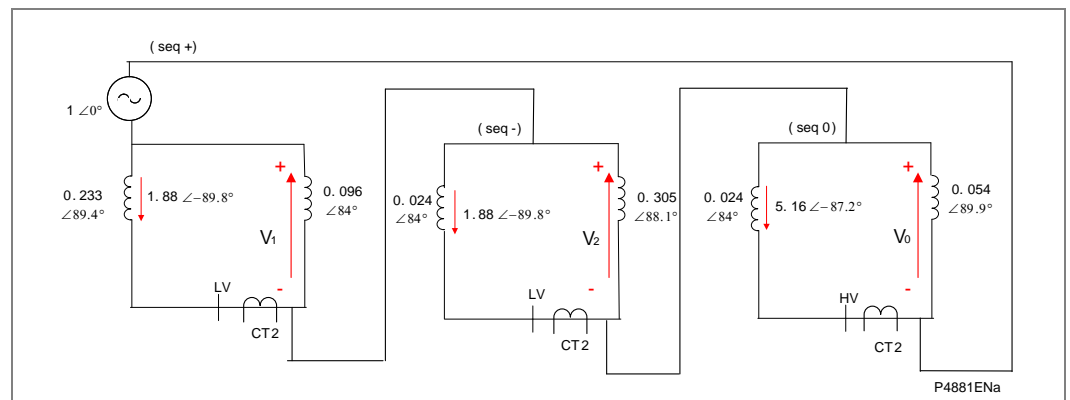 ( seq +)
1 ∠0°
( seq -)
( seq 0)
0. 233
∠89.4°
1. 88 ∠−89.8°
V1
0. 096
∠84°
0. 024
∠84°
1. 88 ∠−89.8°
V2
0. 305
∠88.1°
0. 024
∠84°
5. 16 ∠−87.2°
V0
0. 054
∠89.9°
+
-
+
-
+
-
LV
CT2
LV
CT2
HV
CT2
P4881ENa